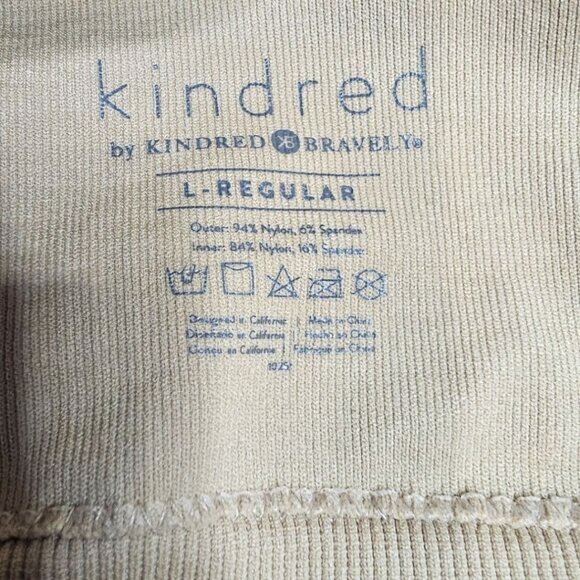 kindred
by KINDRED KB BRAVELY®
L-REGULAR
Outer: 94% Nylon, 6% Spandex
Inner: 84% Nylon, 16% Spandex
Designed in California | Made in China
Diseñado en California | Hecho en China
Conçu en Californie | Fabriqué en Chine